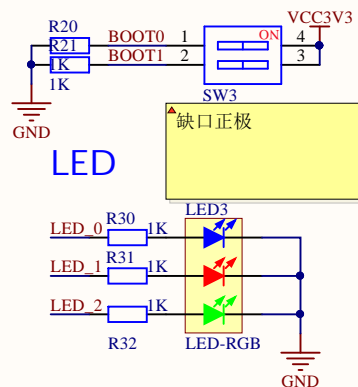 R20
BOOT0 1 ON 4 VCC3V3
R21
BOOT1 2 3
1K
1K
SW3
GND
缺口正极
LED
LED3
LED_0 R30 1K
LED_1 R31 1K
LED_2 1K
R32 LED-RGB
GND